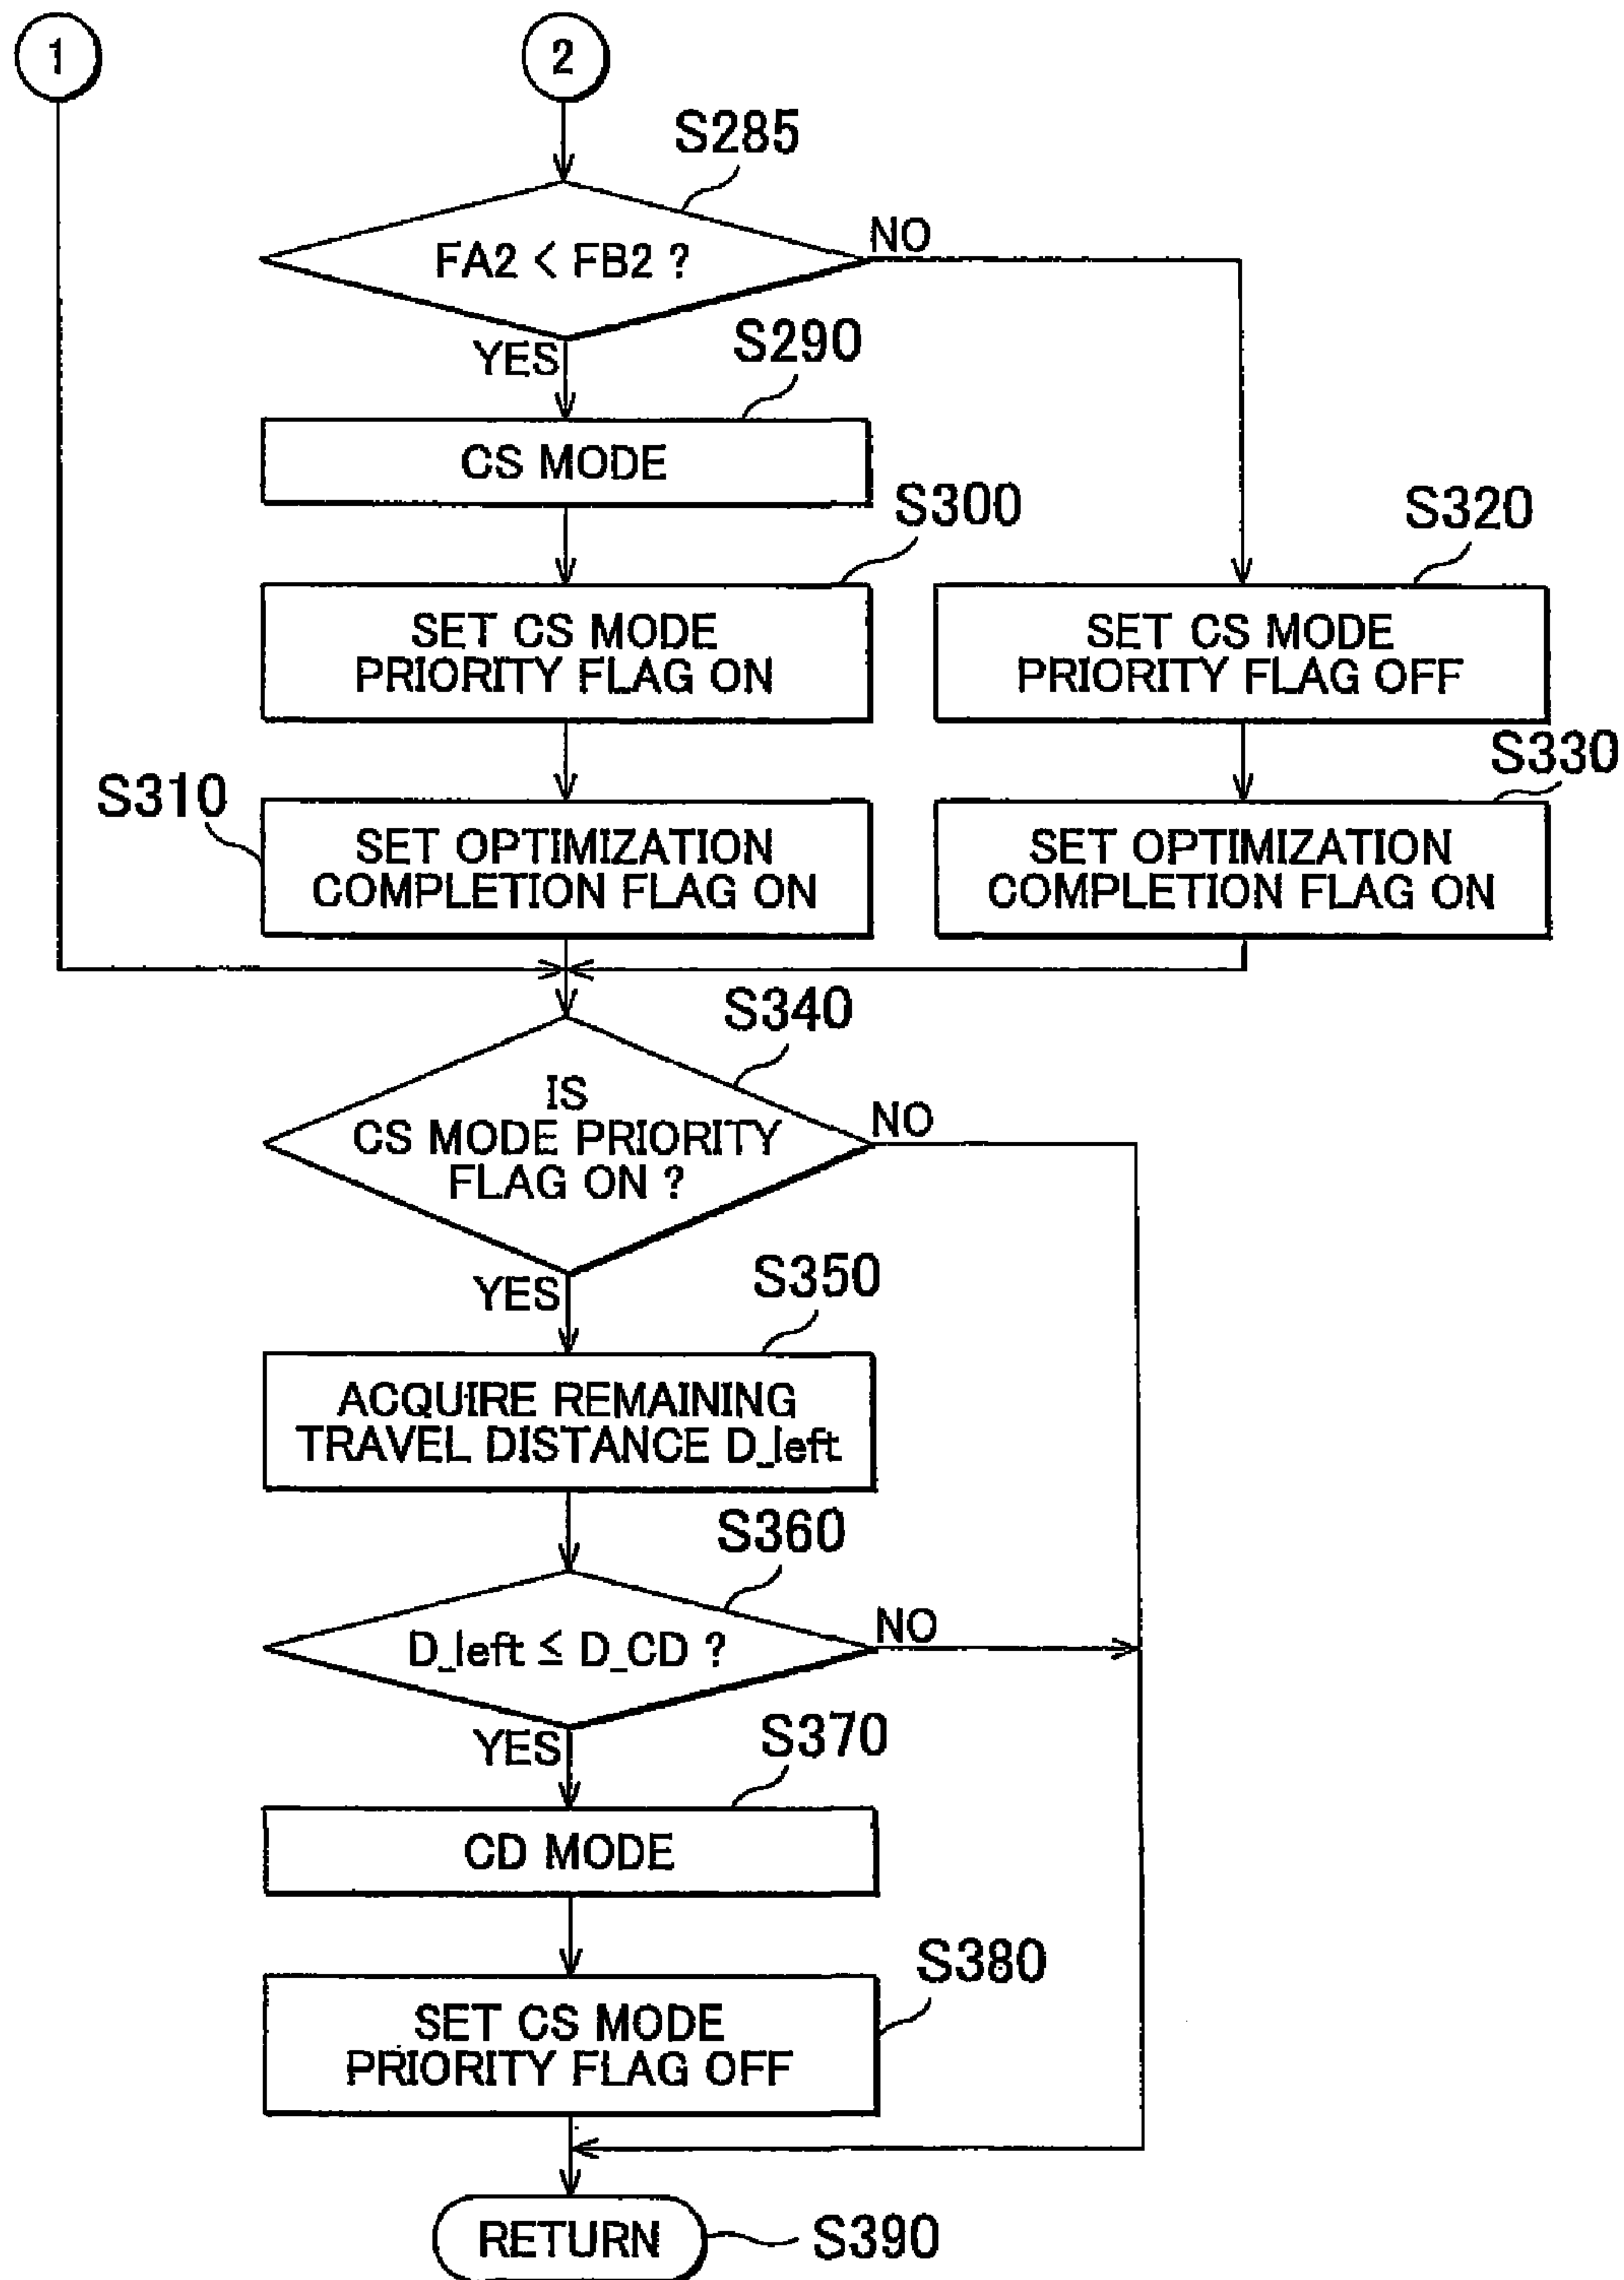 1
2
S285
FA2 < FB2 ?
NO
YES
S290
CS MODE
S300
SET CS MODE
PRIORITY FLAG ON
S320
SET CS MODE
PRIORITY FLAG OFF
S310
SET OPTIMIZATION
COMPLETION FLAG ON
S330
SET OPTIMIZATION
COMPLETION FLAG ON
S340
IS
CS MODE PRIORITY
FLAG ON ?
NO
YES
S350
ACQUIRE REMAINING
TRAVEL DISTANCE D_left
S360
D_left ≤ D_CD ?
NO
YES
S370
CD MODE
S380
SET CS MODE
PRIORITY FLAG OFF
RETURN
S390